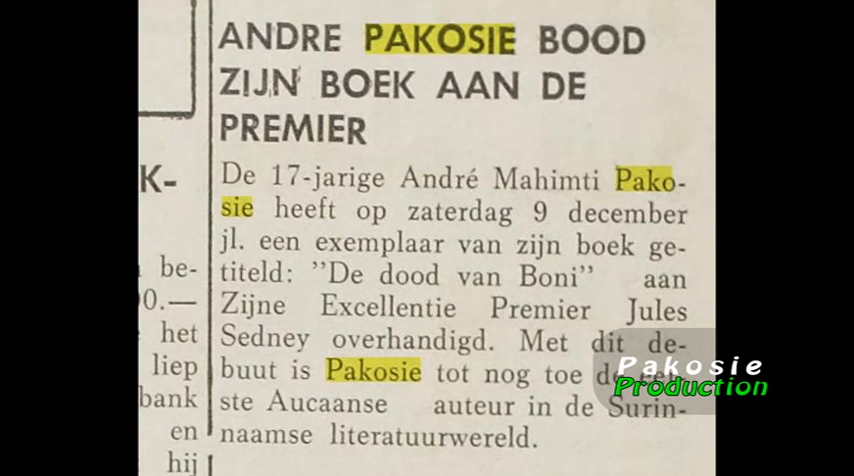 ANDRE PAKOSIE BOOD
ZIJN BOEK AAN DE
PREMIER
De 17-jarige André Mahimti Pako-
sie heeft op zaterdag 9 december
jl. een exemplaar van zijn boek ge-
titeld: "De dood van Boni" aan
Zijne Excellentie Premier Jules
Sedney overhandigd. Met dit de-
buut is Pakosie tot nog toe de eer-
ste Aucaanse auteur in de Suri-
naamse literatuurwereld.
K-
be-
0.—
het
liep
bank
en
hij
Pakosie
Production